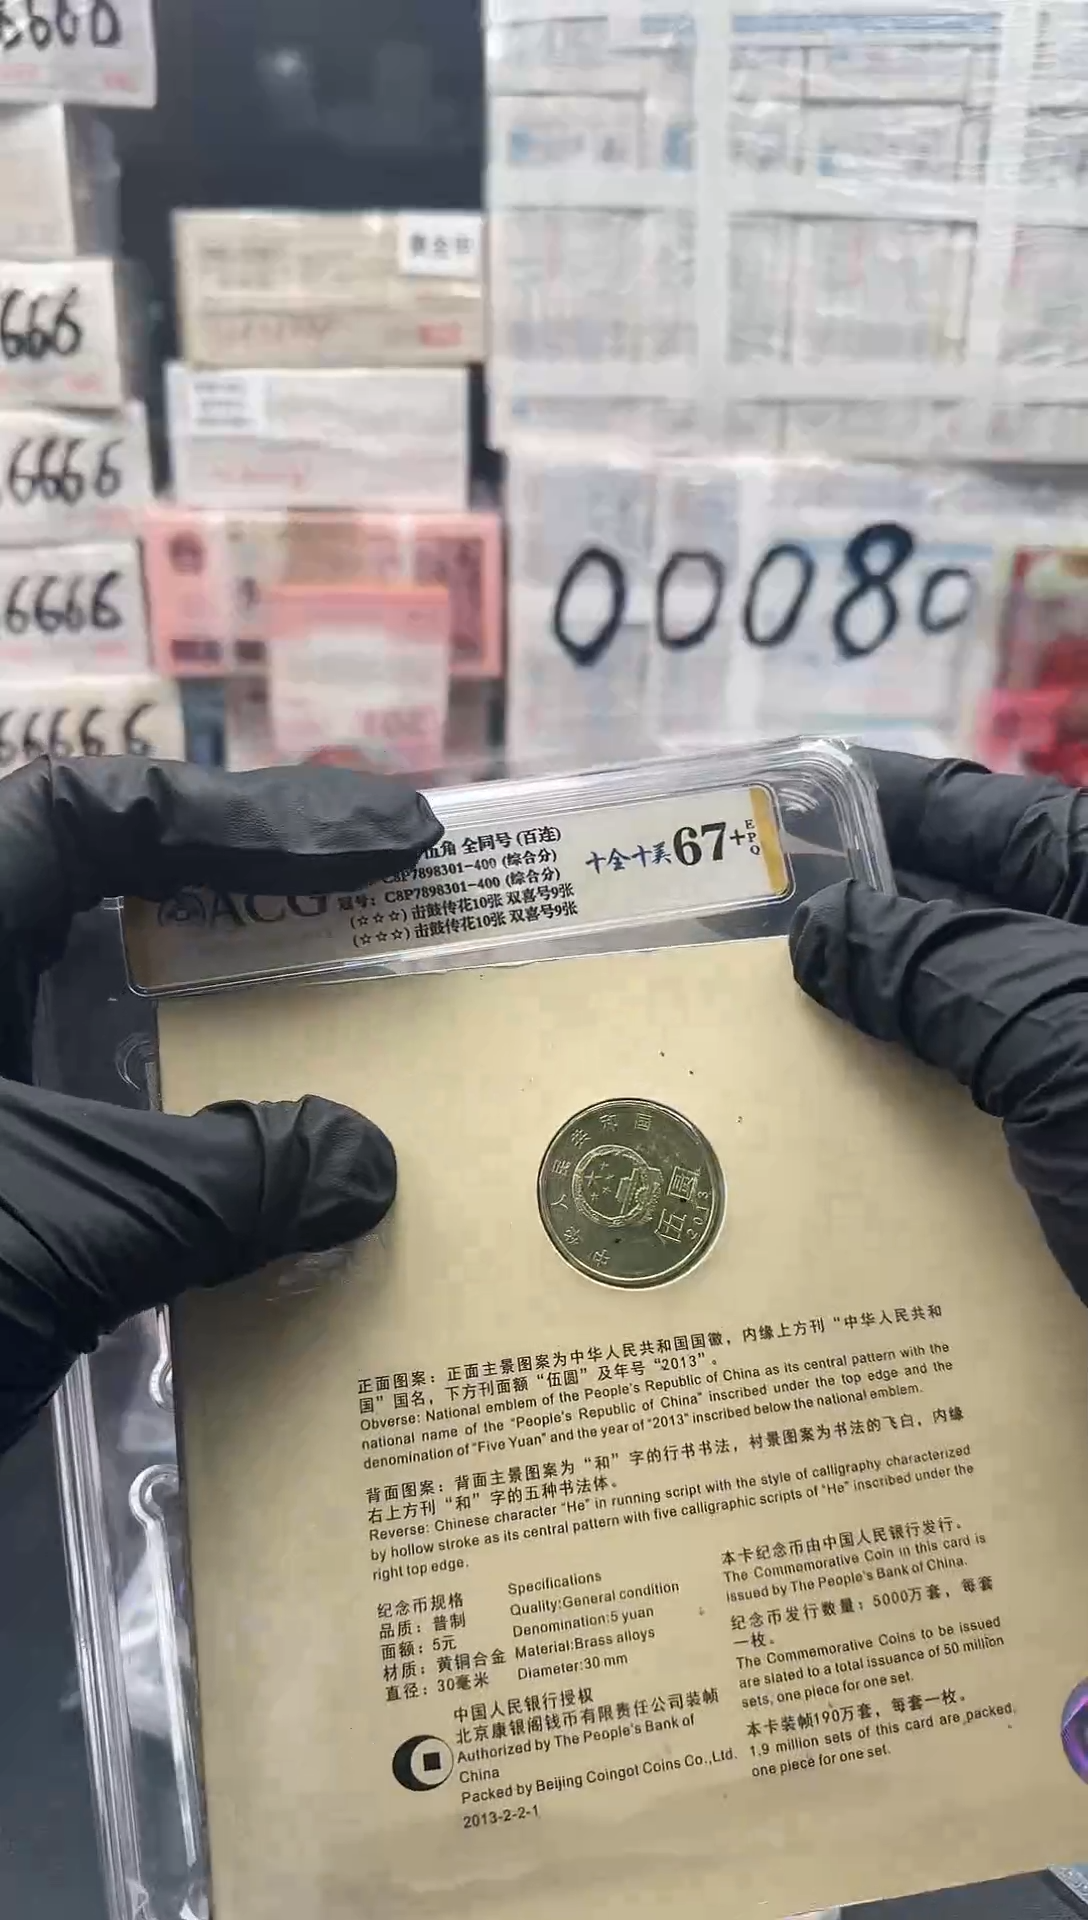 666
00080
6666
6666
66666
伍角 全同号 (百连)
C8P7898301-400 (综合分)
冠号: C8P7898301-400 (综合分)
(☆☆☆) 击鼓传花10张 双喜号9张
(☆☆☆) 击鼓传花10张 双喜号9张
ACG
十全十美 67+ EPQ
中华人民共和国
伍圆
2013
正面图案：正面主景图案为中华人民共和国国徽，内缘上方刊“中华人民共和
国”国名，下方刊面额“伍圆”及年号“2013”。
Obverse: National emblem of the People's Republic of China as its central pattern with the
national name of the "People's Republic of China" inscribed under the top edge and the
denomination of "Five Yuan" and the year of "2013" inscribed below the national emblem.
背面图案：背面主景图案为“和”字的行书书法，衬景图案为书法的飞白，内缘
右上方刊“和”字的五种书法体。
Reverse: Chinese character "He" in running script with the style of calligraphy characterized
by hollow stroke as its central pattern with five calligraphic scripts of "He" inscribed under the
right top edge.
纪念币规格
品质：普制
面额：5元
材质：黄铜合金
直径：30毫米
Specifications
Quality:General condition
Denomination:5 yuan
Material:Brass alloys
Diameter:30 mm
中国人民银行授权
北京康银阁钱币有限责任公司装帧
Authorized by The People's Bank of
China
Packed by Beijing Coingot Coins Co.,Ltd.
2013-2-2-1
本卡纪念币由中国人民银行发行。
The Commemorative Coin in this card is
issued by The People's Bank of China.
纪念币发行数量：5000万套，每套
一枚。
The Commemorative Coins to be issued
are slated to a total issuance of 50 million
sets, one piece for one set.
本卡装帧190万套，每套一枚。
1.9 million sets of this card are packed,
one piece for one set.